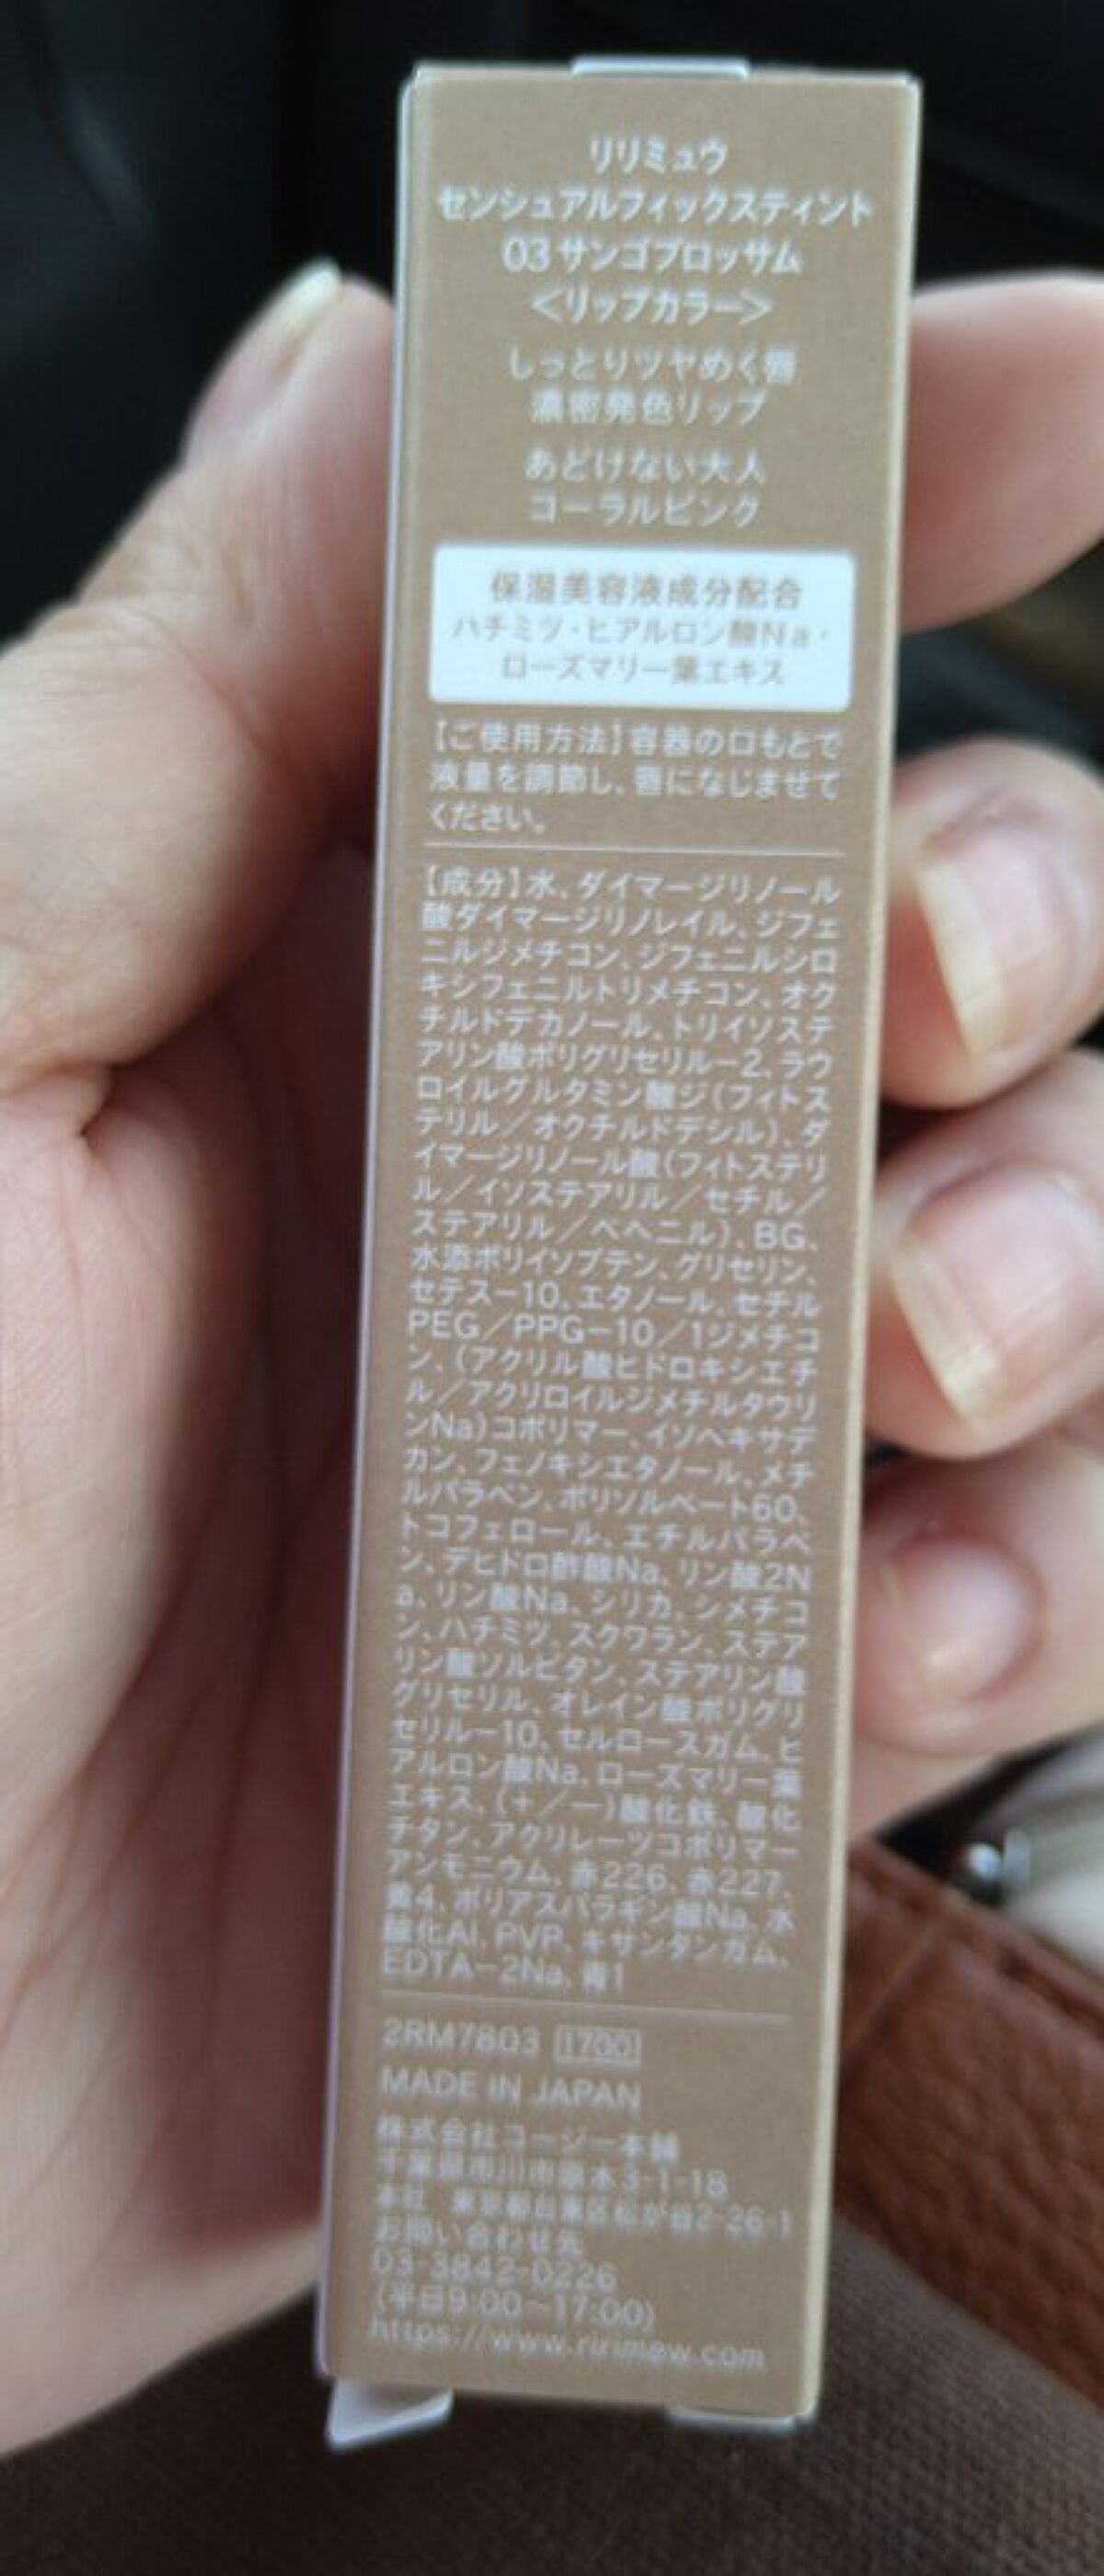 リリミュウ
センシュアルフィックスティント
03 サンゴブロッサム
<リップカラー>
しっとりツヤめく唇
濃密発色リップ
あどけない大人
コーラルピンク
保湿美容液成分配合
ハチミツ・ヒアルロン酸Na・
ローズマリー葉エキス
【ご使用方法】容器の口もとで
液量を調節し、唇になじませて
ください。
【成分】水、ダイマージリノール
酸ダイマージリノレイル、ジフェ
ニルジメチコン、ジフェニルシロ
キシフェニルトリメチコン、オク
チルドデカノール、トリイソステ
アリン酸ポリグリセリル-2、ラウ
ロイルグルタミン酸ジ(フィトス
テリル/オクチルドデシル)、ダ
イマージリノール酸(フィトステリ
ル/イソステアリル/セチル/
ステアリル/ベヘニル)、BG、
水添ポリイソブテン、グリセリン、
セテス-10、エタノール、セチル
PEG/PPG-10/1ジメチコ
ン、(アクリル酸ヒドロキシエチ
ル/アクリロイルジメチルタウリ
ンNa)コポリマー、イソヘキサデ
カン、フェノキシエタノール、メチ
ルパラベン、ポリソルベート60、
トコフェロール、エチルパラベ
ン、デヒドロ酢酸Na、リン酸2N
a、リン酸Na、シリカ、シメチコ
ン、ハチミツ、スクワラン、ステア
リン酸ソルビタン、ステアリン酸
グリセリル、オレイン酸ポリグリ
セリル-10、セルロースガム、ヒ
アルロン酸Na、ローズマリー葉
エキス、(+/-)酸化鉄、酸化
チタン、アクリレーツコポリマー
アンモニウム、赤226、赤227、
黄4、ポリアスパラギン酸Na、水
酸化Al、PVP、キサンタンガム、
EDTA-2Na、青1
2RM7803 1700
MADE IN JAPAN
株式会社コージー本舗
千葉県市川市原木3-1-18
本社 東京都台東区松が谷2-26-1
お問い合わせ先
03-3842-0226
(平日9:00~17:00)
https://www.ririmew.com